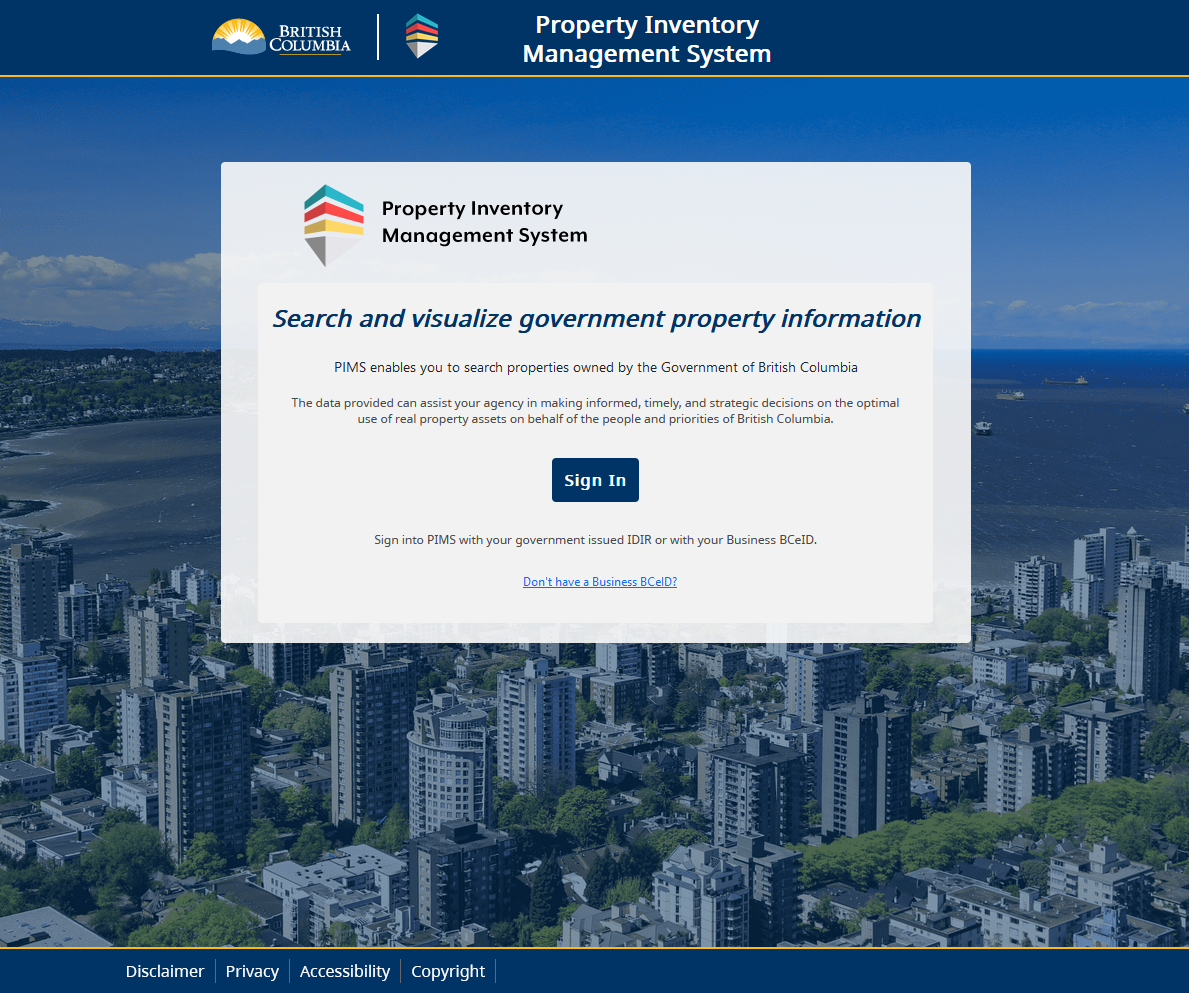 BRITISH
COLUMBIA
Property Inventory
Management System
Property Inventory
Management System
Search and visualize government property information
PIMS enables you to search properties owned by the Government of British Columbia
The data provided can assist your agency in making informed, timely, and strategic decisions on the optimal
use of real property assets on behalf of the people and priorities of British Columbia.
Sign In
Sign into PIMS with your government issued IDIR or with your Business BCeID.
Don't have a Business BCeID?
Disclaimer Privacy Accessibility Copyright